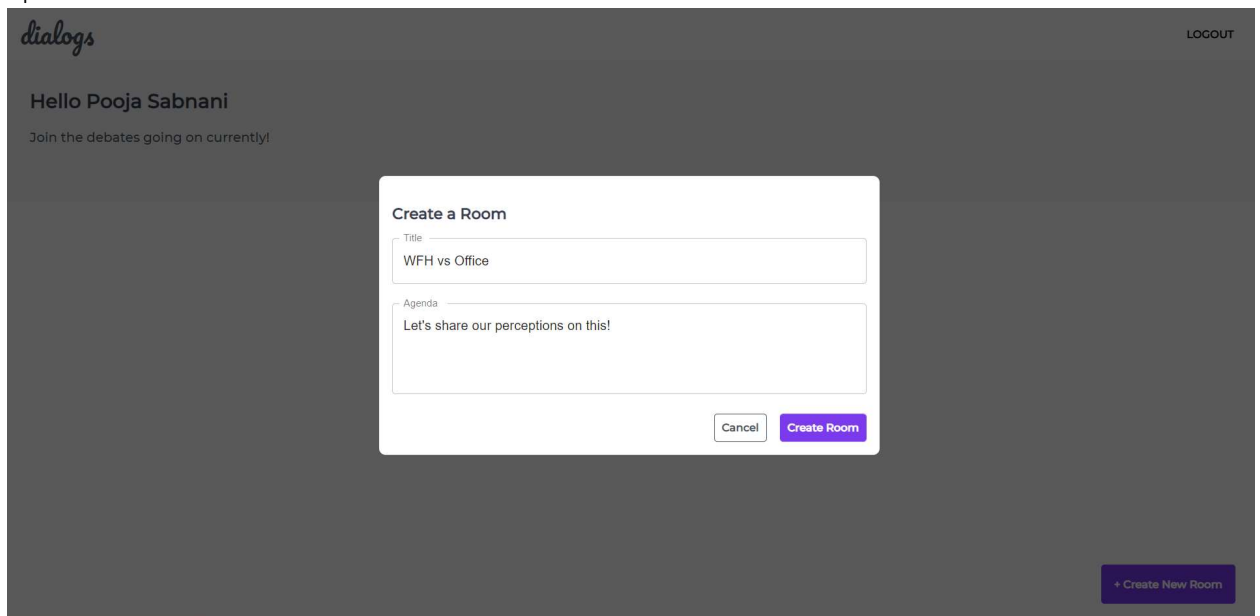 dialogs
LOGOUT
Hello Pooja Sabnani
Join the debates going on currently!
Create a Room
Title
WFH vs Office
Agenda
Let's share our perceptions on this!
Cancel
Create Room
+ Create New Room